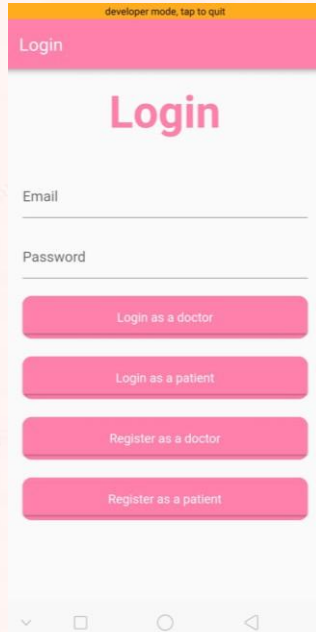 developer mode, tap to quit
Login
Login
Email
Password
Login as a doctor
Login as a patient
Register as a doctor
Register as a patient